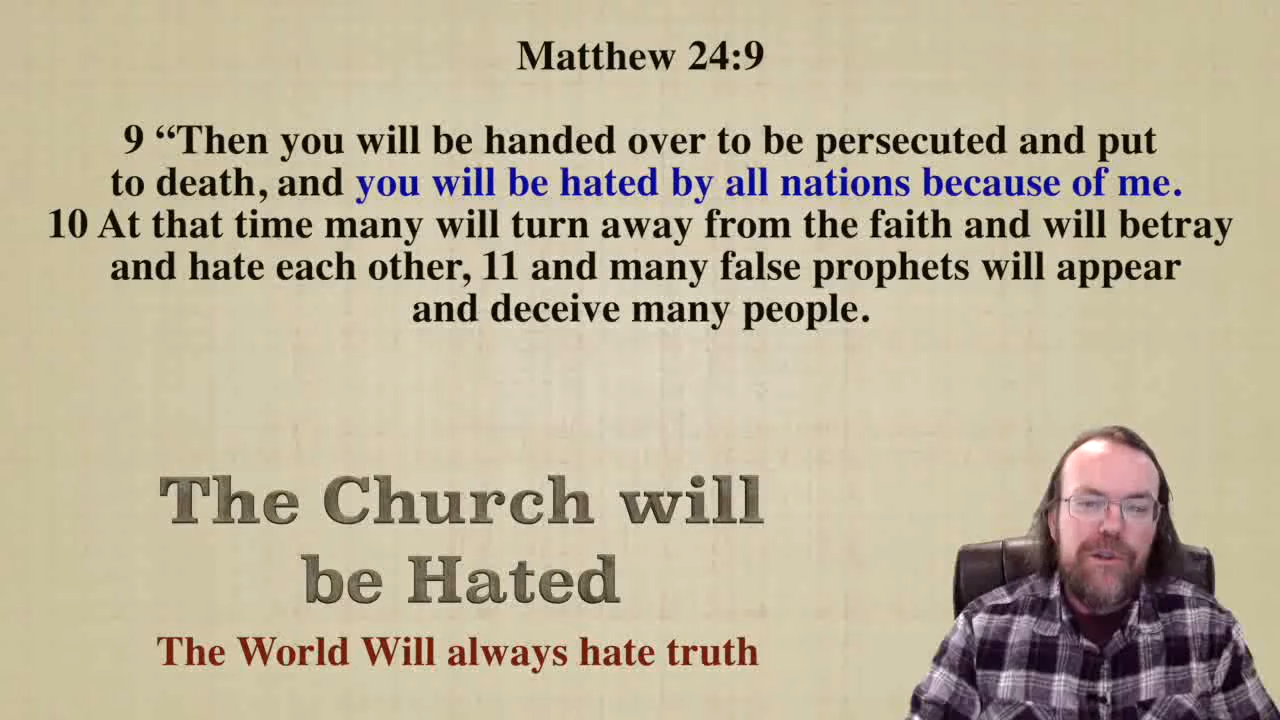 Matthew 24:9
9 “Then you will be handed over to be persecuted and put
to death, and you will be hated by all nations because of me.
10 At that time many will turn away from the faith and will betray
and hate each other, 11 and many false prophets will appear
and deceive many people.
The Church will
be Hated
The World Will always hate truth